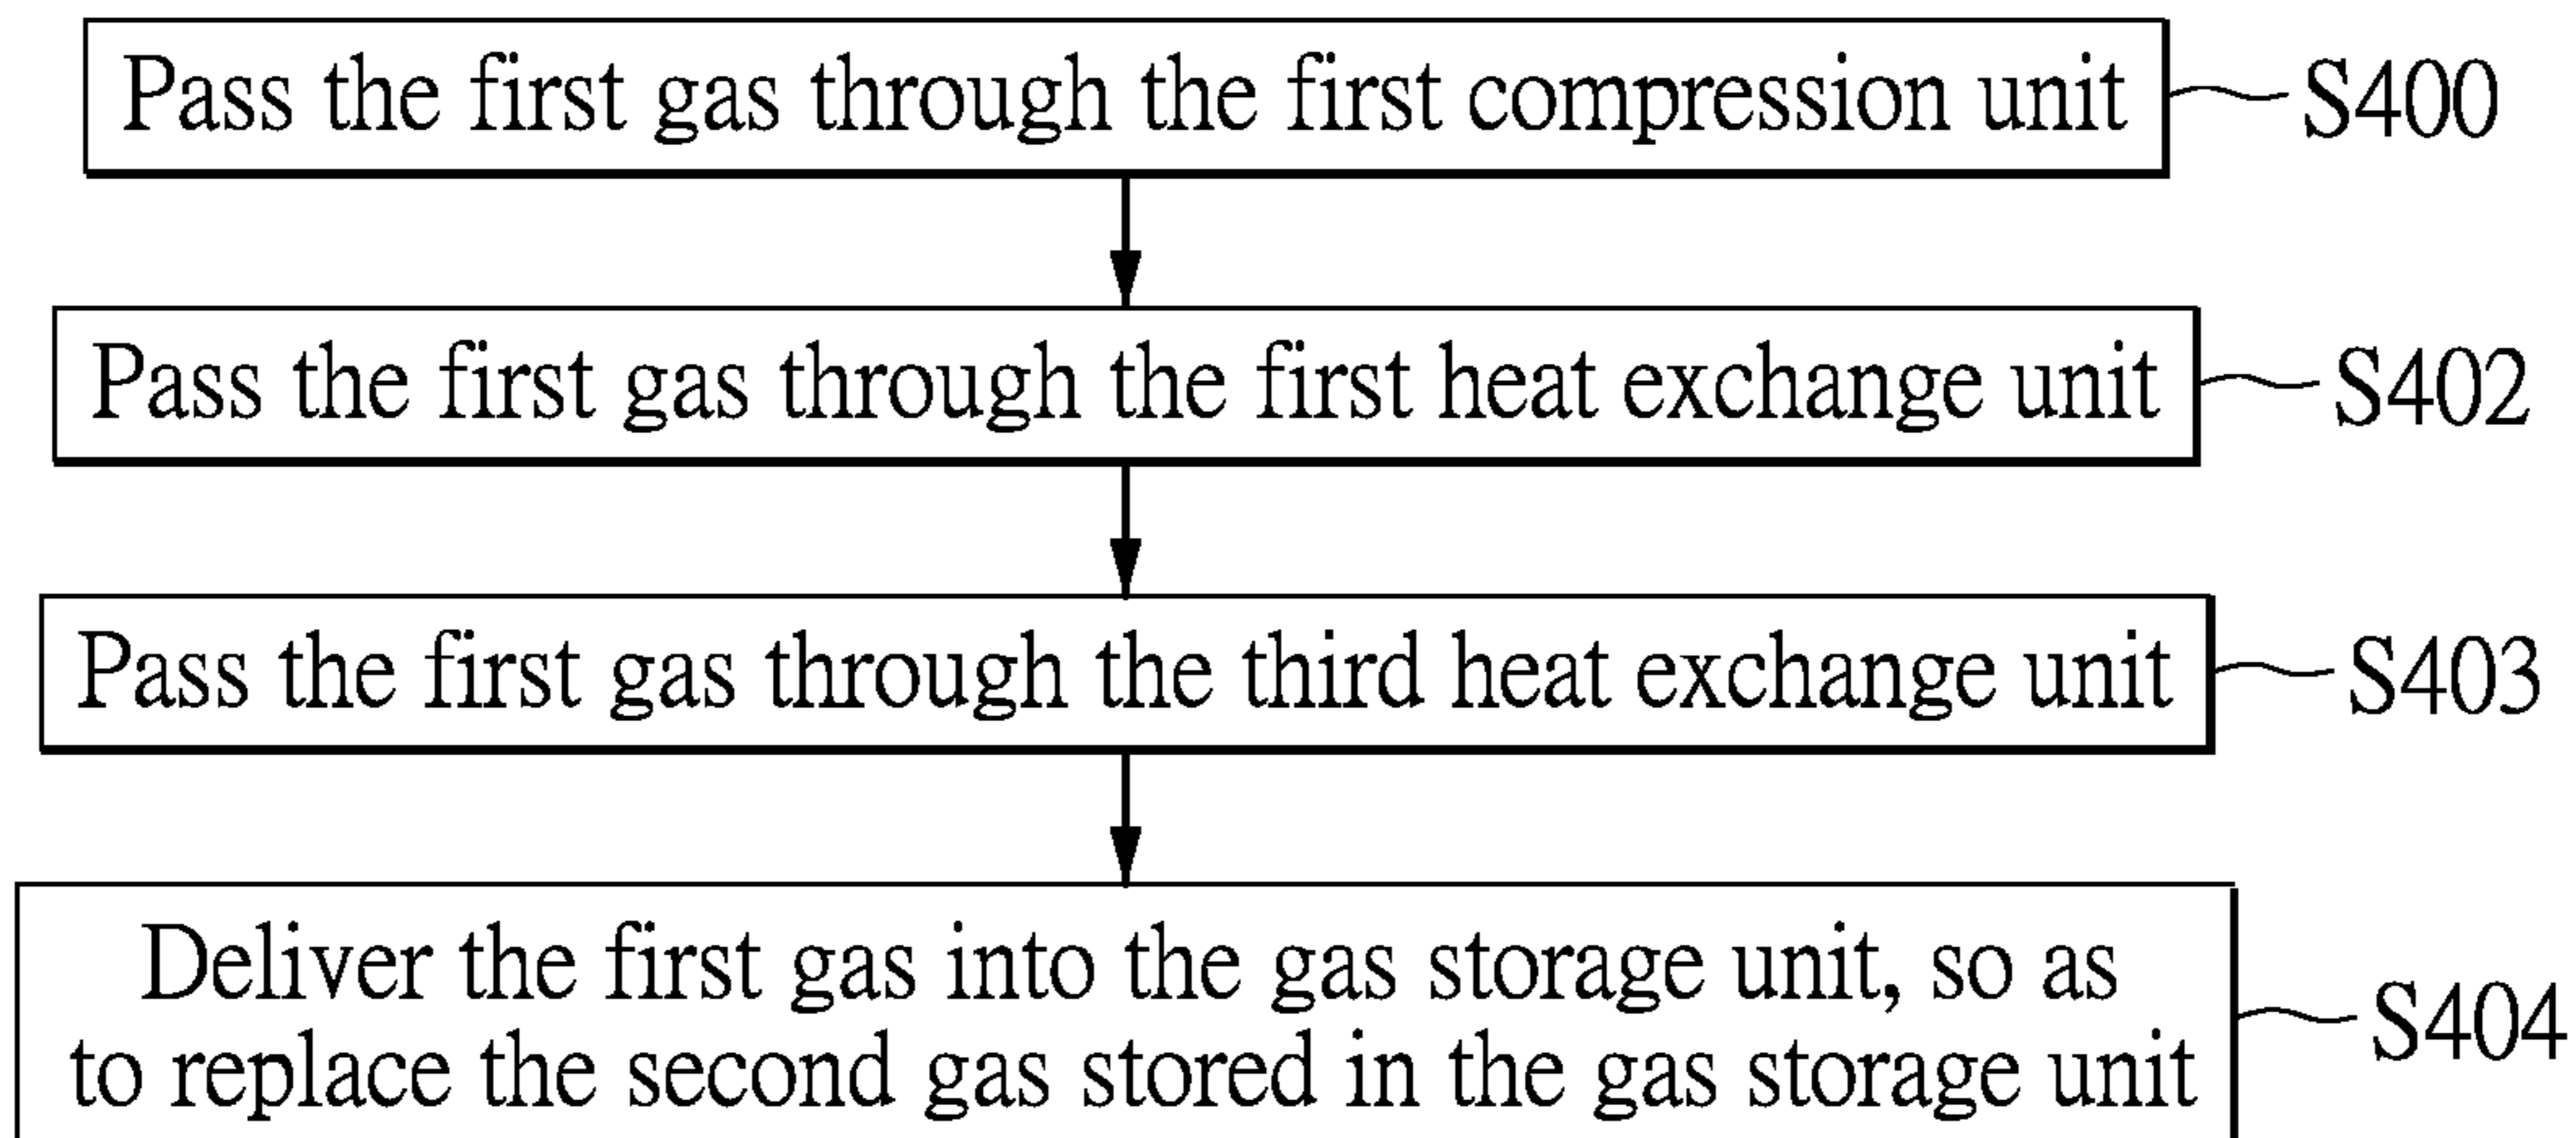 Pass the first gas through the first compression unit S400
Pass the first gas through the first heat exchange unit S402
Pass the first gas through the third heat exchange unit S403
Deliver the first gas into the gas storage unit, so as
to replace the second gas stored in the gas storage unit
S404